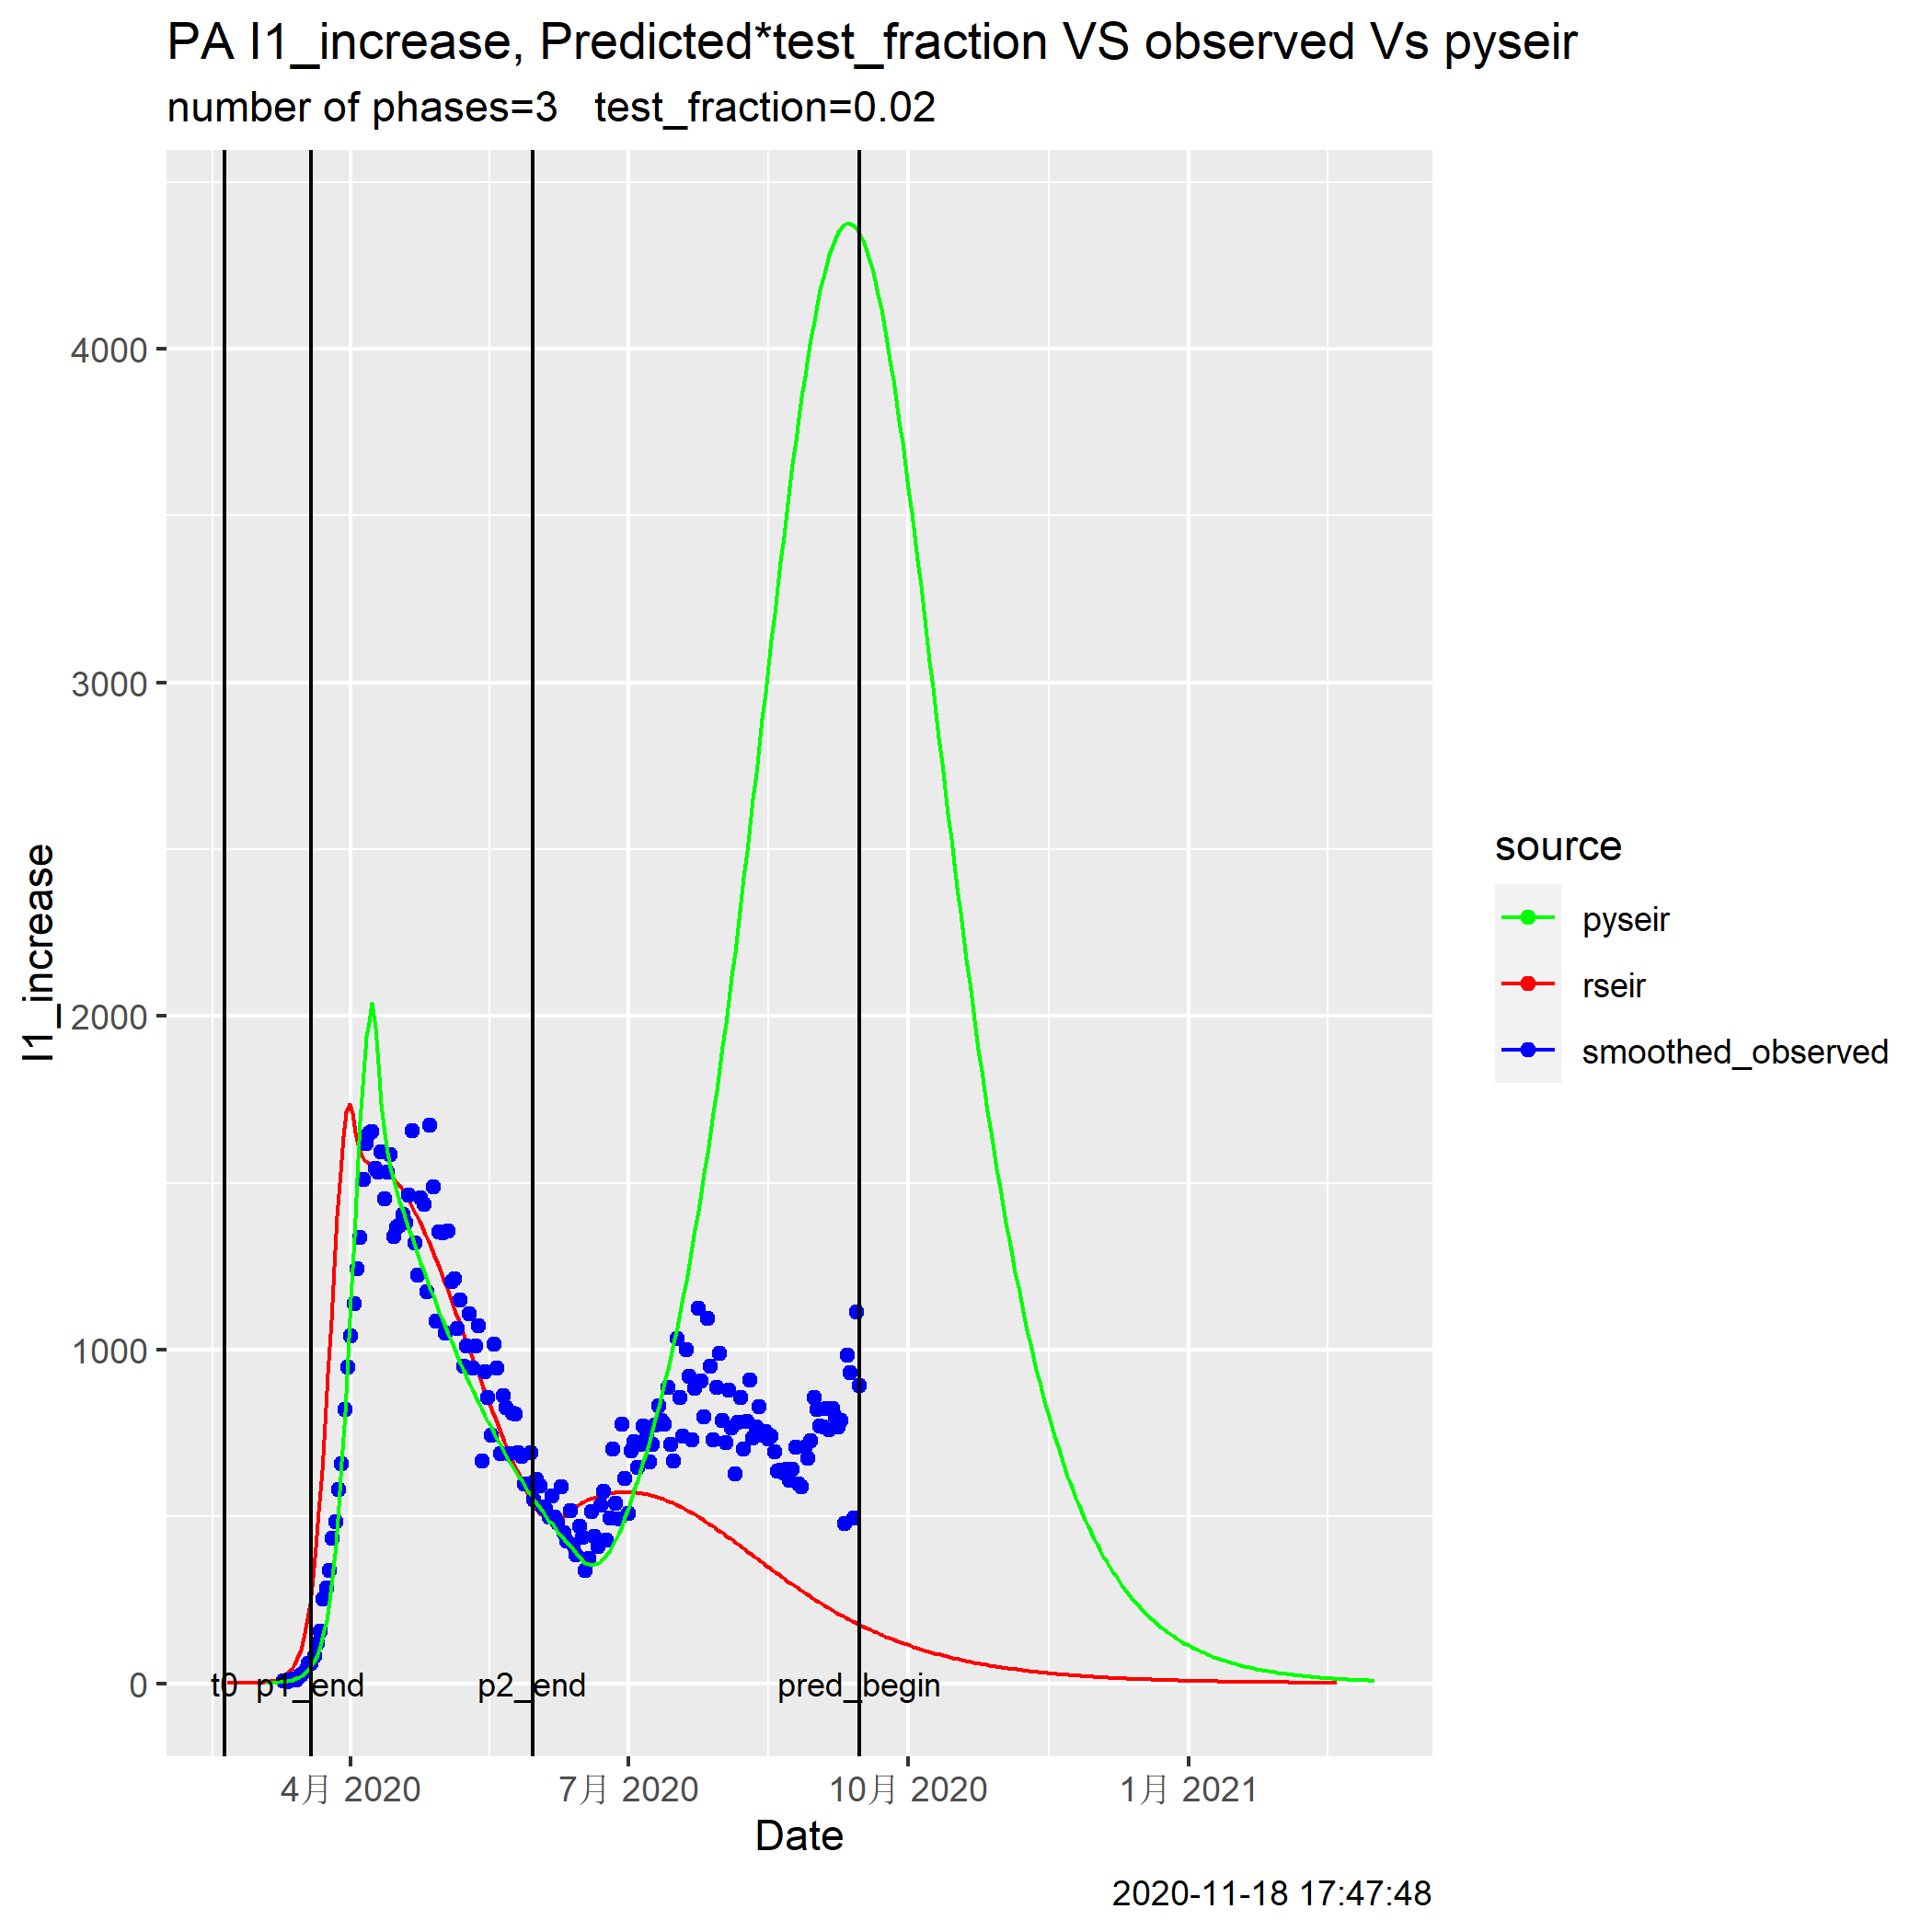 PA I1_increase, Predicted*test_fraction VS observed Vs pyseir
number of phases=3   test_fraction=0.02
I1_increase
4000
3000
2000
1000
0
t0 p1_end p2_end pred_begin
4月 2020 7月 2020 10月 2020 1月 2021
Date
source
pyseir
rseir
smoothed_observed
2020-11-18 17:47:48